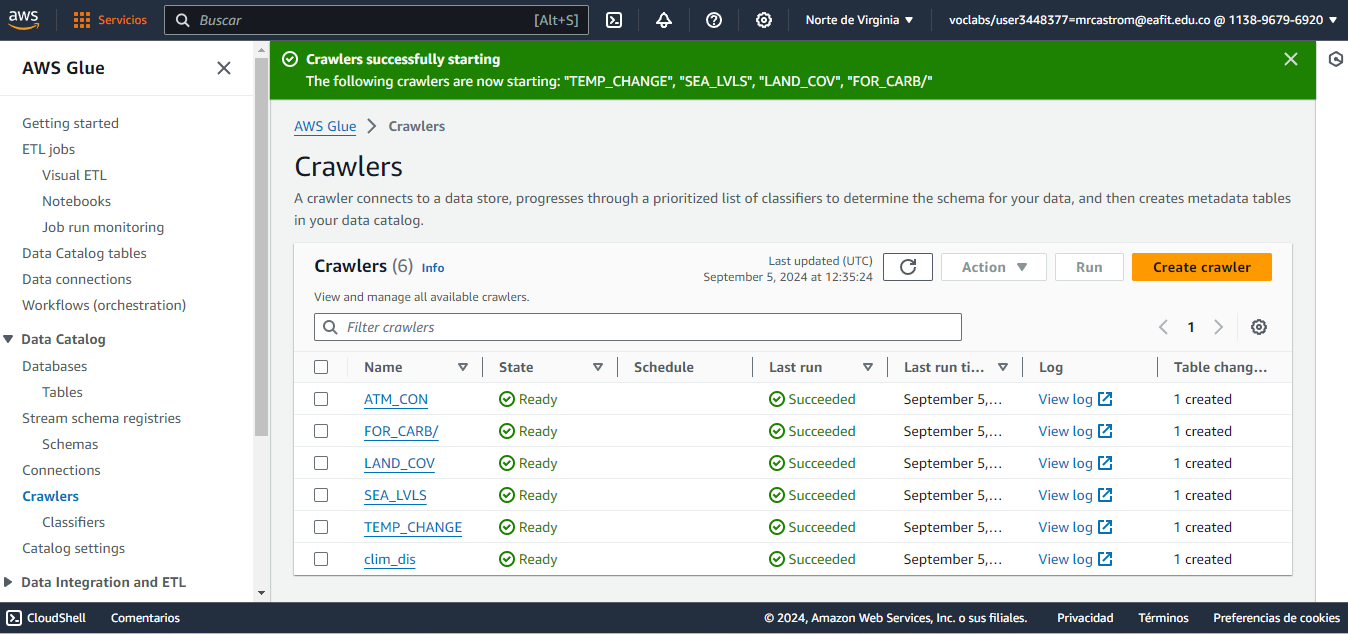 aws Servicios Buscar [Alt+S] Norte de Virginia voclabs/user3448377=mrcastrom@eafit.edu.co @ 1138-9679-6920
AWS Glue
Getting started
ETL jobs
Visual ETL
Notebooks
Job run monitoring
Data Catalog tables
Data connections
Workflows (orchestration)
Data Catalog
Databases
Tables
Stream schema registries
Schemas
Connections
Crawlers
Classifiers
Catalog settings
Data Integration and ETL
Crawlers successfully starting
The following crawlers are now starting: "TEMP_CHANGE", "SEA_LVLS", "LAND_COV", "FOR_CARB/"
AWS Glue > Crawlers
Crawlers
A crawler connects to a data store, progresses through a prioritized list of classifiers to determine the schema for your data, and then creates metadata tables
in your data catalog.
Crawlers (6) Info
View and manage all available crawlers.
Last updated (UTC)
September 5, 2024 at 12:35:24
Action Run Create crawler
Filter crawlers
1
Name State Schedule Last run Last run ti... Log Table chang...
ATM_CON Ready Succeeded September 5,... View log 1 created
FOR_CARB/ Ready Succeeded September 5,... View log 1 created
LAND_COV Ready Succeeded September 5,... View log 1 created
SEA_LVLS Ready Succeeded September 5,... View log 1 created
TEMP_CHANGE Ready Succeeded September 5,... View log 1 created
clim_dis Ready Succeeded September 5,... View log 1 created
CloudShell Comentarios © 2024, Amazon Web Services, Inc. o sus filiales. Privacidad Términos Preferencias de cookies